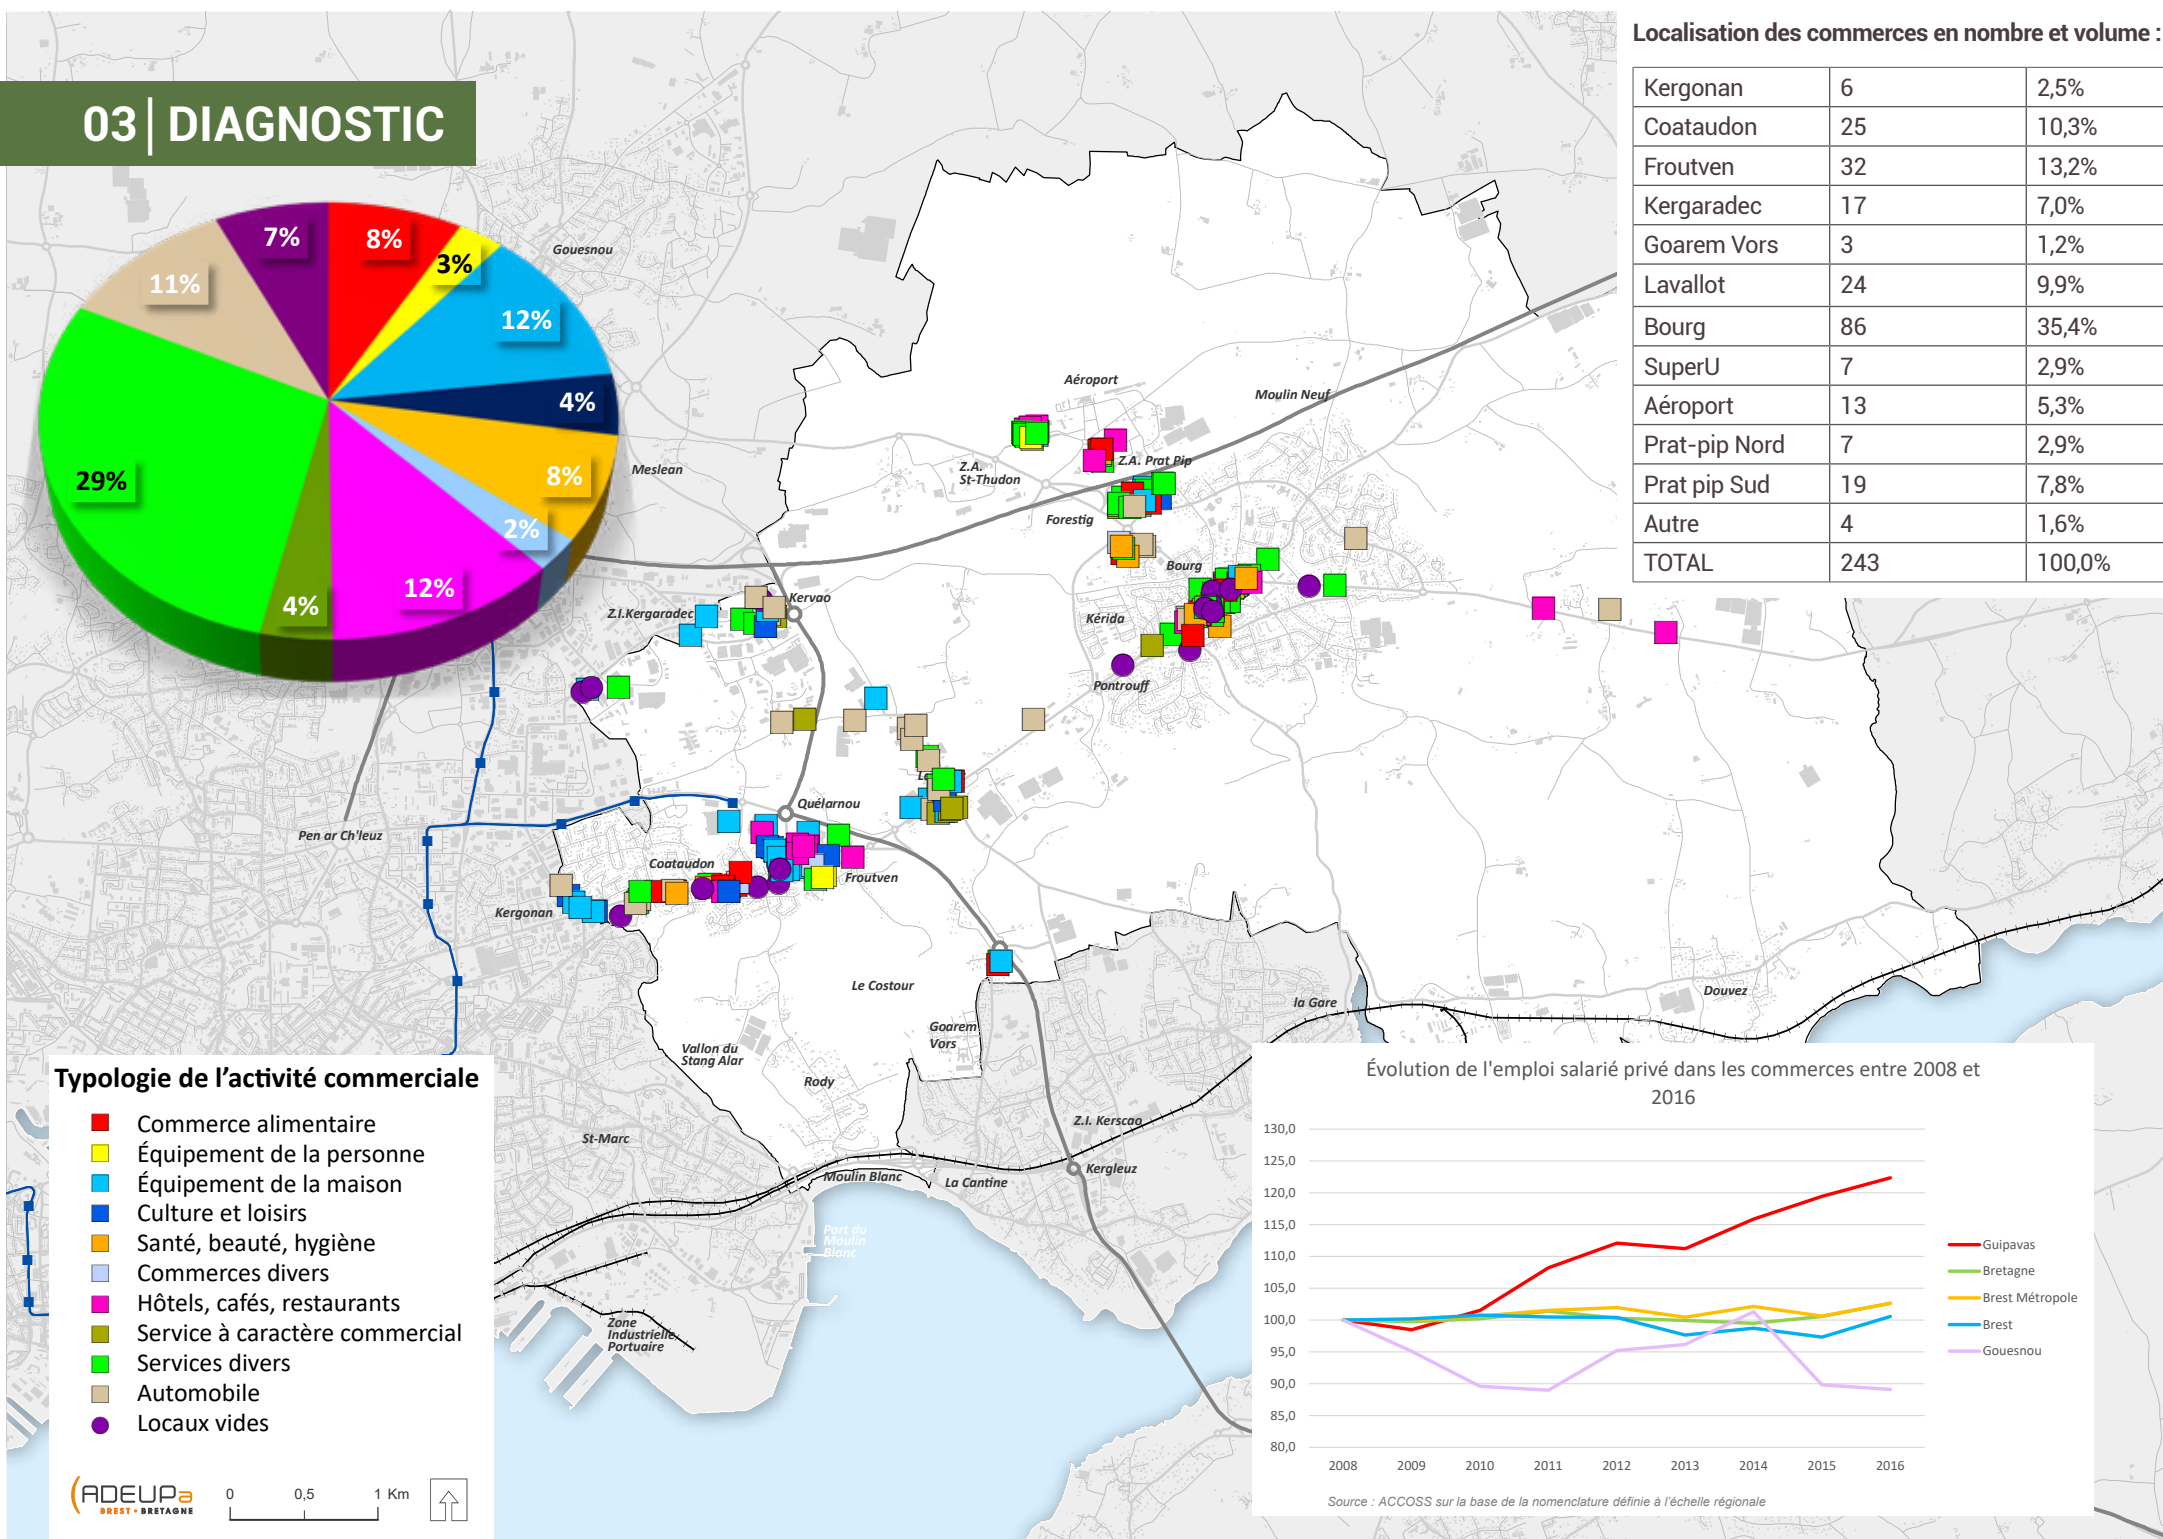 03 | DIAGNOSTIC
Localisation des commerces en nombre et volume :
Kergonan 6 2,5%
Coataudon 25 10,3%
Froutven 32 13,2%
Kergaradec 17 7,0%
Goarem Vors 3 1,2%
Lavallot 24 9,9%
Bourg 86 35,4%
SuperU 7 2,9%
Aéroport 13 5,3%
Prat-pip Nord 7 2,9%
Prat pip Sud 19 7,8%
Autre 4 1,6%
TOTAL 243 100,0%
7%
8%
3%
11%
12%
4%
29%
8%
2%
12%
4%
Gouesnou
Meslean
Aéroport
Moulin Neuf
Z.A.
St-Thudon
Z.A. Prat Pip
Forestig
Bourg
Kérida
Pontrouff
Kervao
Z.I.Kergaradec
Pen ar Ch'leuz
Quélarnou
Coataudon
Froutven
Kergonan
Le Costour
Goarem
Vors
Vallon du
Stang Alar
Rody
la Gare
Douvez
Z.I. Kerscao
St-Marc
Moulin Blanc
La Cantine
Kergleuz
Port du
Moulin
Blanc
Zone
Industrielle
Portuaire
Typologie de l'activité commerciale
Commerce alimentaire
Équipement de la personne
Équipement de la maison
Culture et loisirs
Santé, beauté, hygiène
Commerces divers
Hôtels, cafés, restaurants
Service à caractère commercial
Services divers
Automobile
Locaux vides
ADEUPa
BREST • BRETAGNE
0 0,5 1 Km
Évolution de l'emploi salarié privé dans les commerces entre 2008 et
2016
130,0
125,0
120,0
115,0
110,0
105,0
100,0
95,0
90,0
85,0
80,0
2008 2009 2010 2011 2012 2013 2014 2015 2016
Guipavas
Bretagne
Brest Métropole
Brest
Gouesnou
Source : ACCOSS sur la base de la nomenclature définie à l'échelle régionale